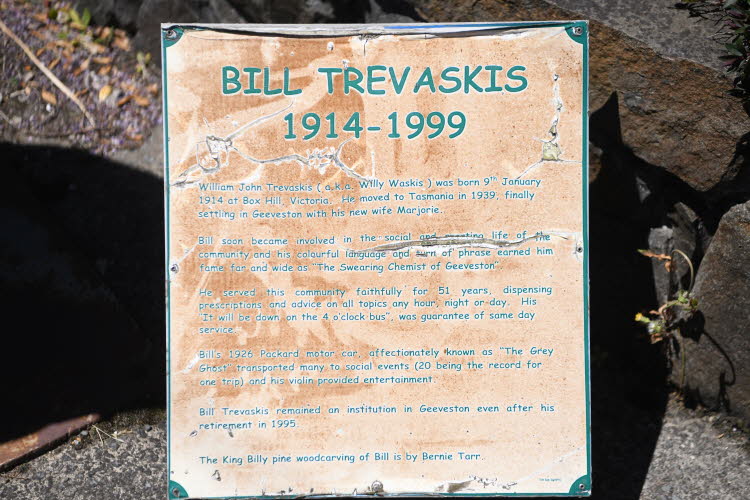 BILL TREVASKIS
1914-1999
William John Trevaskis ( a.k.a. Willy Waskis ) was born 9th January
1914 at Box Hill, Victoria. He moved to Tasmania in 1939, finally
settling in Geeveston with his new wife Marjorie.
Bill soon became involved in the social and life of the
community and his colourful language and turn of phrase earned him
fame far and wide as "The Swearing Chemist of Geeveston"
He served this community faithfully for 51 years, dispensing
prescriptions and advice on all topics any hour, night or day. His
"It will be down on the 4 o'clock bus", was guarantee of same day
service.
Bill's 1926 Packard motor car, affectionately known as "The Grey
Ghost" transported many to social events (20 being the record for
one trip) and his violin provided entertainment.
Bill Trevaskis remained an institution in Geeveston even after his
retirement in 1995
The King Billy pine woodcarving of Bill is by Bernie Tarr.